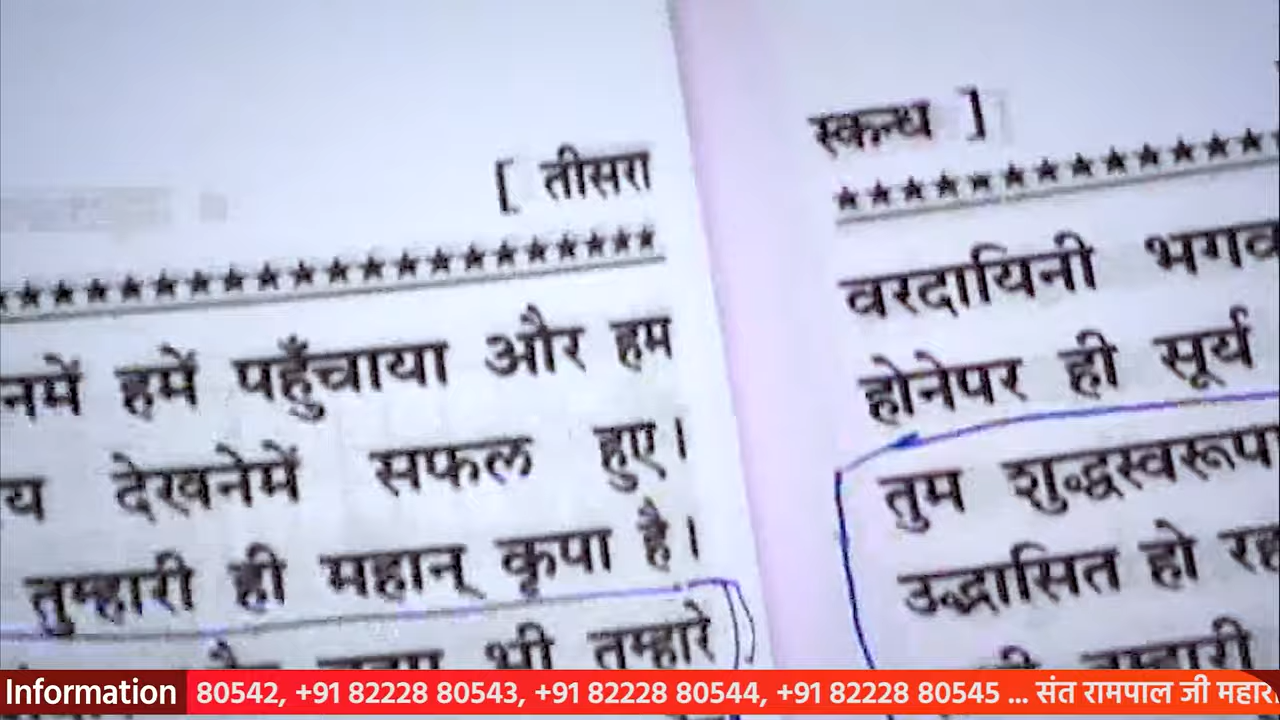 [ तीसरा
★★★★★★★★★★★★★★★★★★★
नमें हमें पहुँचाया और हम
य देखनेमें सफल हुए।
तुम्हारी ही महान् कृपा है।
भी तुम्हारे
स्कन्ध ]
★★★★★★★★★★★★★
वरदायिनी भगव
होनेपर ही सूर्य
तुम शुद्धस्वरूपा
उद्भासित हो रह
तुम्हारी
Information 80542, +91 82228 80543, +91 82228 80544, +91 82228 80545 ... संत रामपाल जी महार